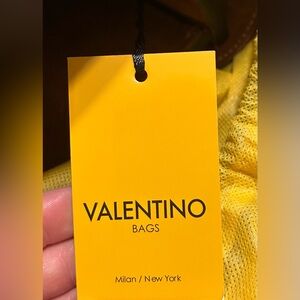 VALENTINO
BAGS
Milan / New York